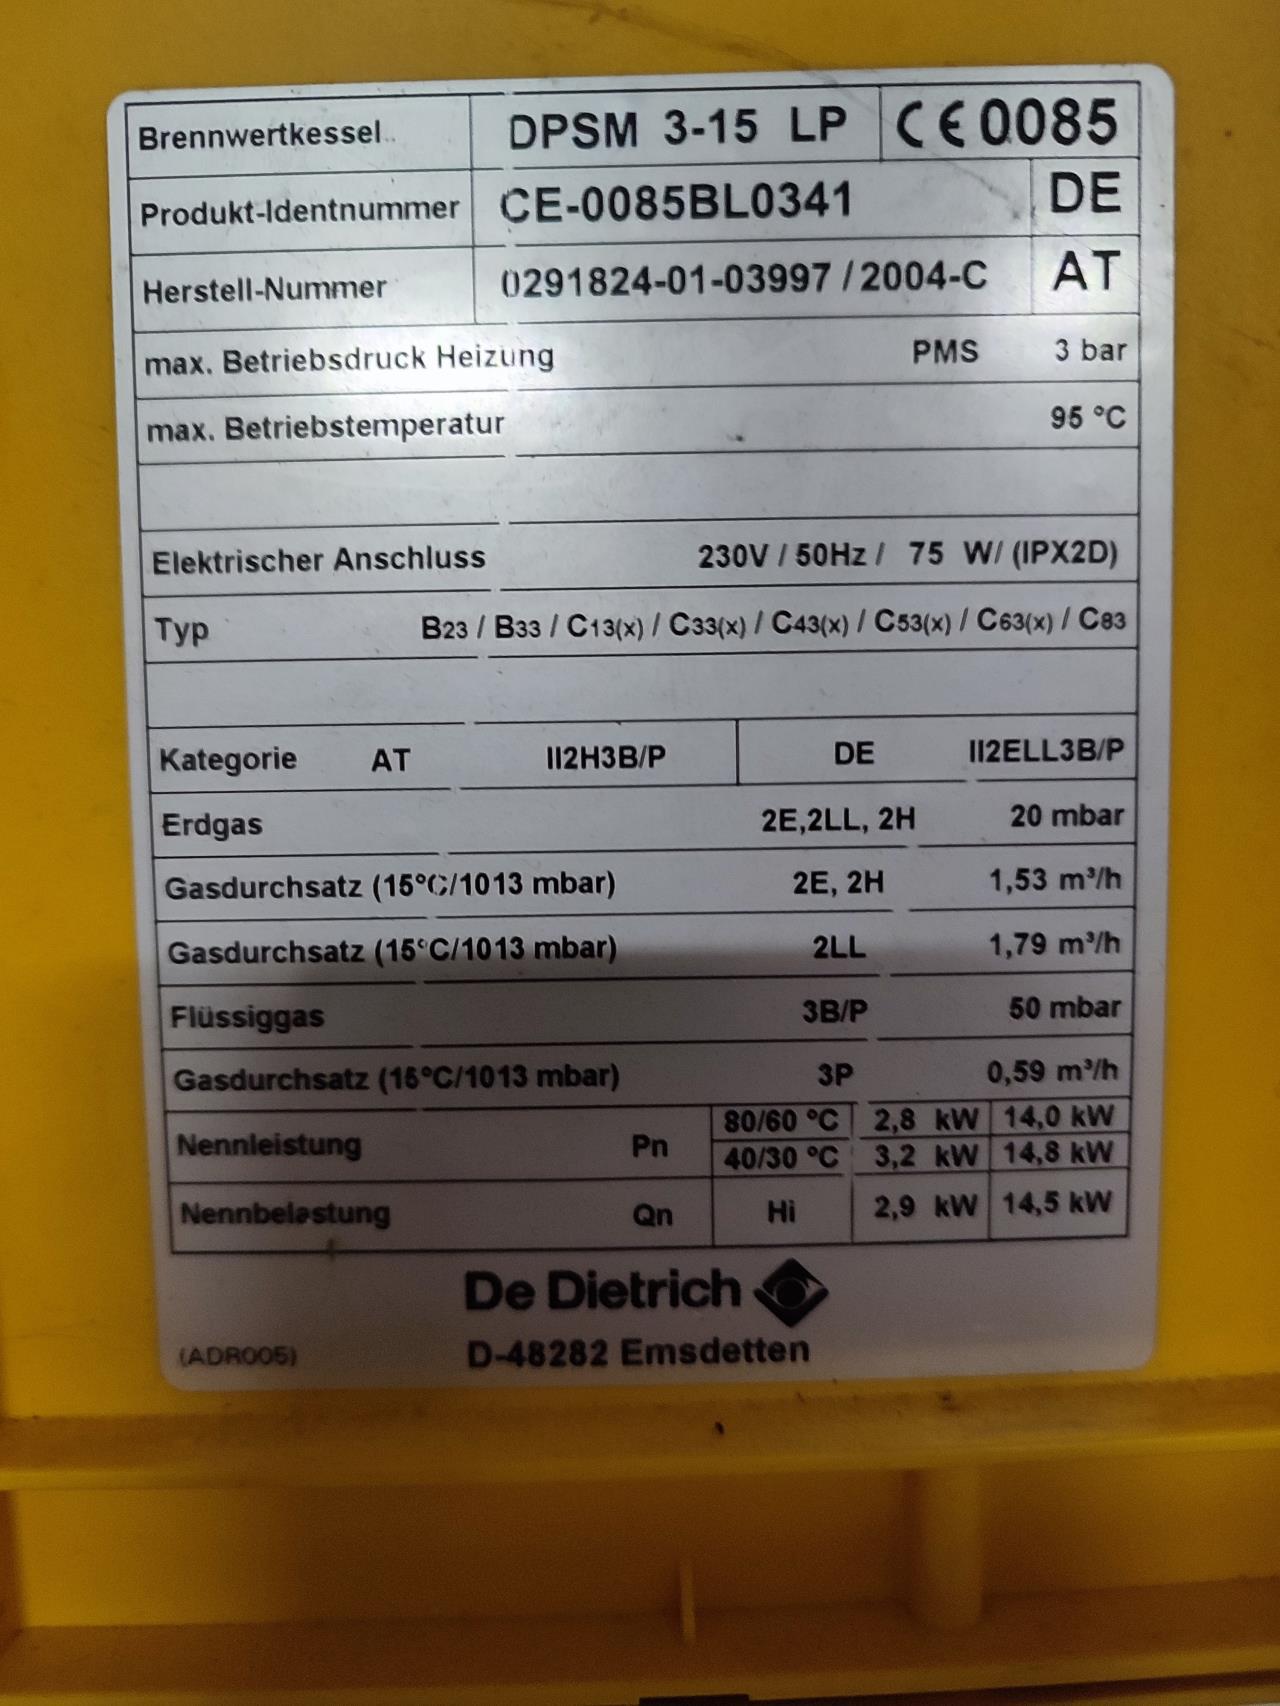 Brennwertkessel DPSM 3-15 LP CE 0085
Produkt-Identnummer CE-0085BL0341 DE
Herstell-Nummer 0291824-01-03997 / 2004-C AT
max. Betriebsdruck Heizung PMS 3 bar
max. Betriebstemperatur 95 °C
Elektrischer Anschluss 230V / 50Hz / 75 W/ (IPX2D)
Typ B23 / B33 / C13(x) / C33(x) / C43(x) / C53(x) / C63(x) / C83
Kategorie AT II2H3B/P DE II2ELL3B/P
Erdgas 2E,2LL, 2H 20 mbar
Gasdurchsatz (15°C/1013 mbar) 2E, 2H 1,53 m³/h
Gasdurchsatz (15°C/1013 mbar) 2LL 1,79 m³/h
Flüssiggas 3B/P 50 mbar
Gasdurchsatz (15°C/1013 mbar) 3P 0,59 m³/h
Nennleistung Pn 80/60 °C 2,8 kW 14,0 kW
40/30 °C 3,2 kW 14,8 kW
Nennbelastung Qn Hi 2,9 kW 14,5 kW
De Dietrich
(ADR005) D-48282 Emsdetten